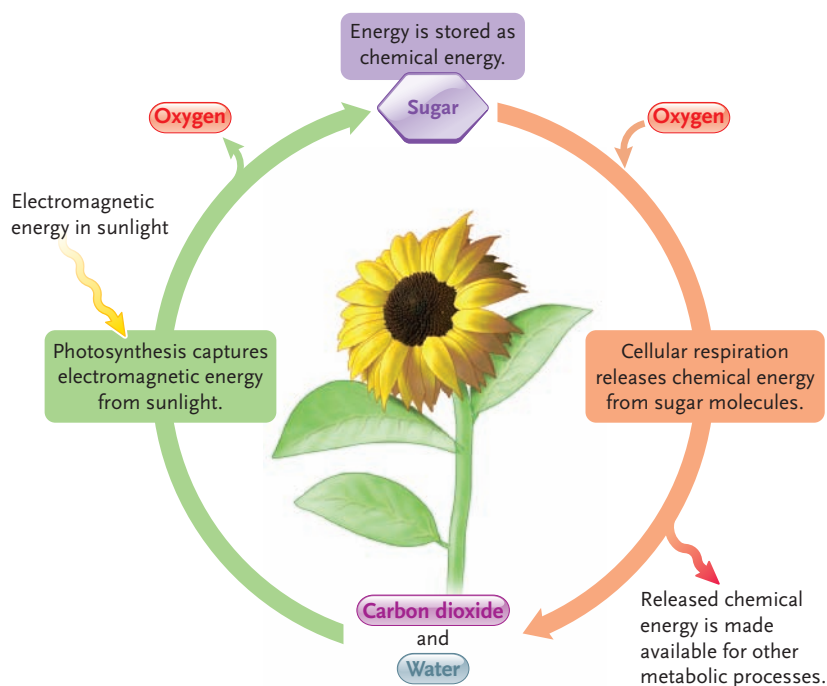 Energy is stored as
chemical energy.
Sugar
Oxygen
Oxygen
Electromagnetic
energy in sunlight
Photosynthesis captures
electromagnetic energy
from sunlight.
Cellular respiration
releases chemical energy
from sugar molecules.
Carbon dioxide
and
Water
Released chemical
energy is made
available for other
metabolic processes.